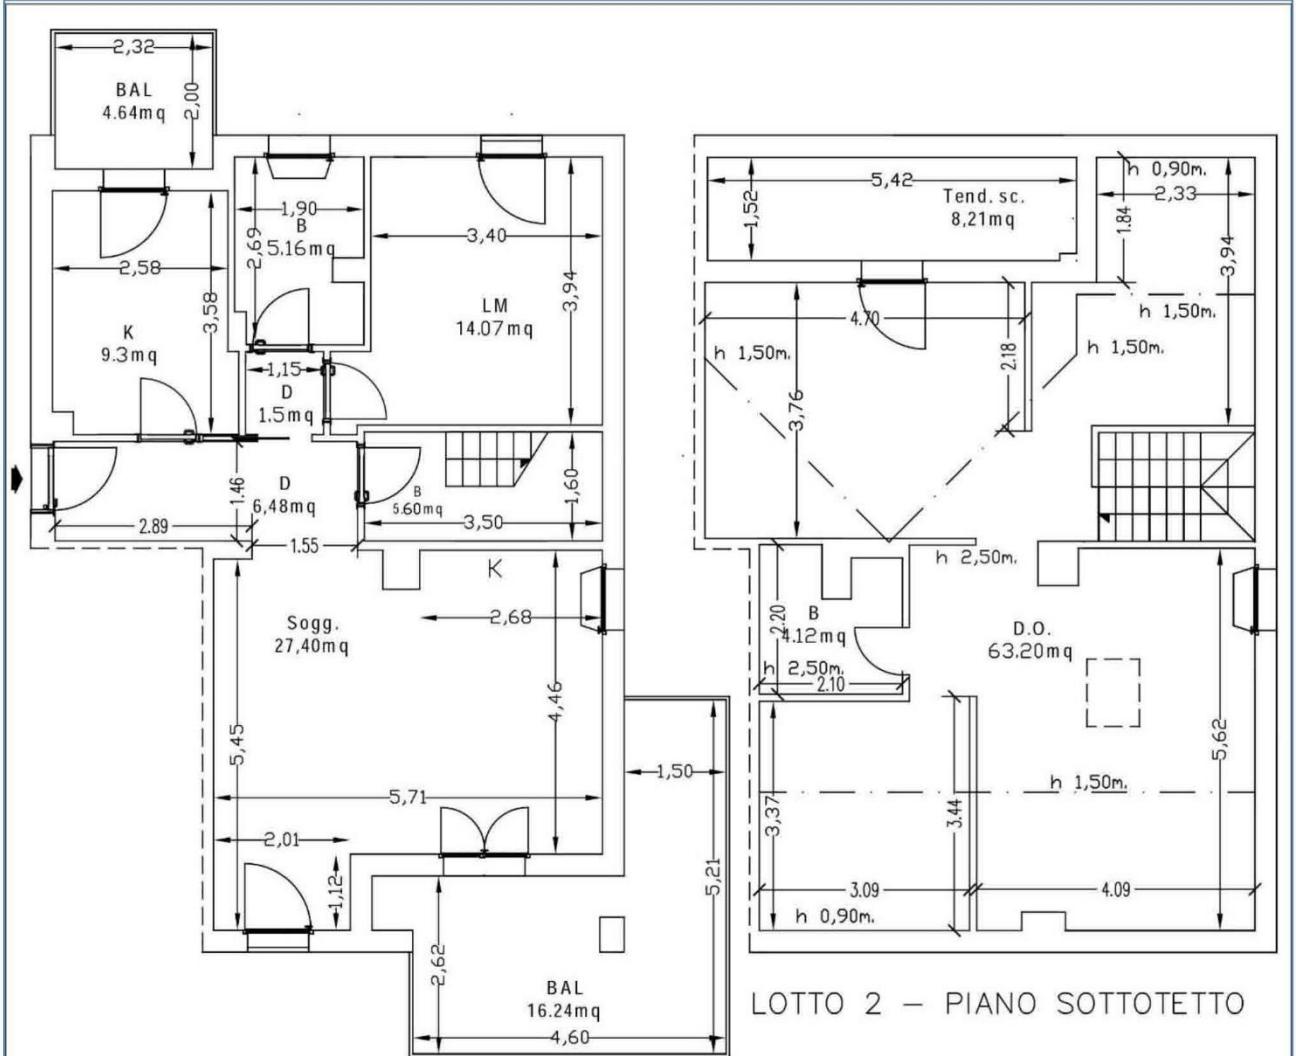 2,32
BAL
4.64mq
2,00
1,90
B
5.16mq
2,69
3,40
3,94
LM
14.07mq
2,58
3,58
K
9.3mq
1,15
D
1.5mq
1.46
D
6,48mq
2.89
1.55
B
5.60mq
3,50
1,60
K
Sogg.
27,40mq
2,68
4,46
5,45
5,71
2,01
1,12
1,50
5,21
2,62
BAL
16.24mq
4,60
5,42
1,52
Tend. sc.
8,21mq
h 0,90m.
2,33
1.84
3,94
h 1,50m.
h 1,50m.
4.70
h 1,50m.
2.18
3,76
h 2,50m.
2.20
B
4.12mq
h 2,50m.
2.10
D.O.
63.20mq
5,62
h 1,50m.
3,37
3.44
3.09
4.09
h 0,90m.
LOTTO 2 – PIANO SOTTOTETTO